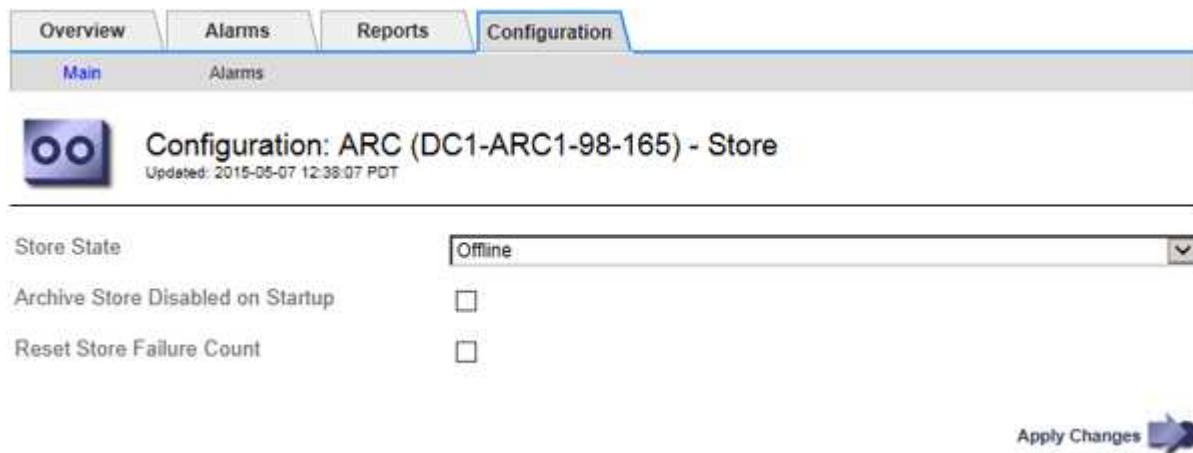 Overview Alarms Reports Configuration
Main Alarms
Configuration: ARC (DC1-ARC1-98-165) - Store
Updated: 2015-05-07 12:38:07 PDT
Store State Offline
Archive Store Disabled on Startup
Reset Store Failure Count
Apply Changes